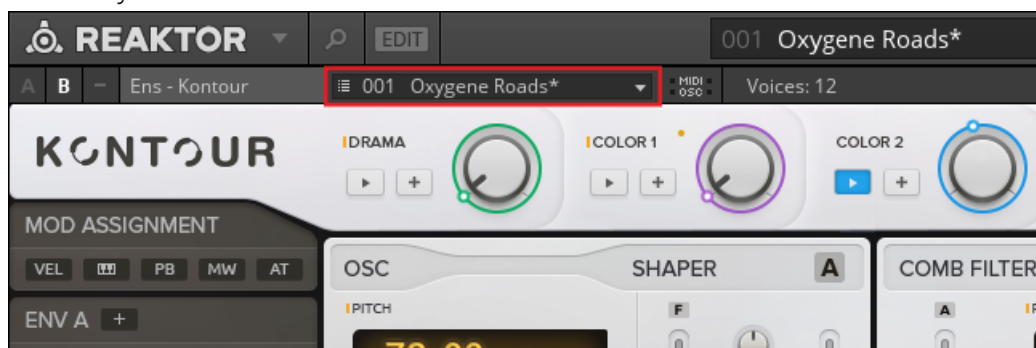 REAKTOR EDIT 001 Oxygene Roads*
A B – Ens - Kontour 001 Oxygene Roads* MIDI OSC Voices: 12
KONTOUR DRAMA COLOR 1 COLOR 2
MOD ASSIGNMENT
VEL PB MW AT OSC SHAPER A COMB FILTER
ENV A + PITCH F A